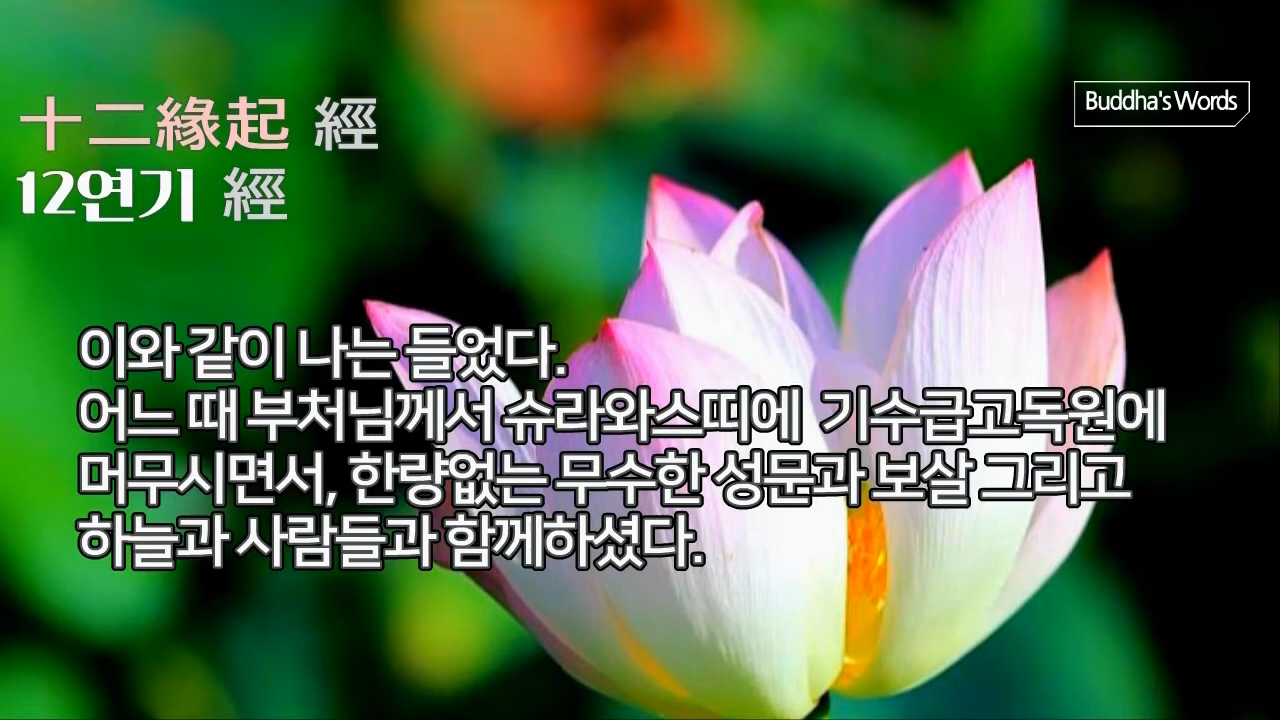 十二緣起 經
12연기 經
Buddha's Words
이와 같이 나는 들었다.
어느 때 부처님께서 슈라와스띠에 기수급고독원에
머무시면서, 한량없는 무수한 성문과 보살 그리고
하늘과 사람들과 함께하셨다.